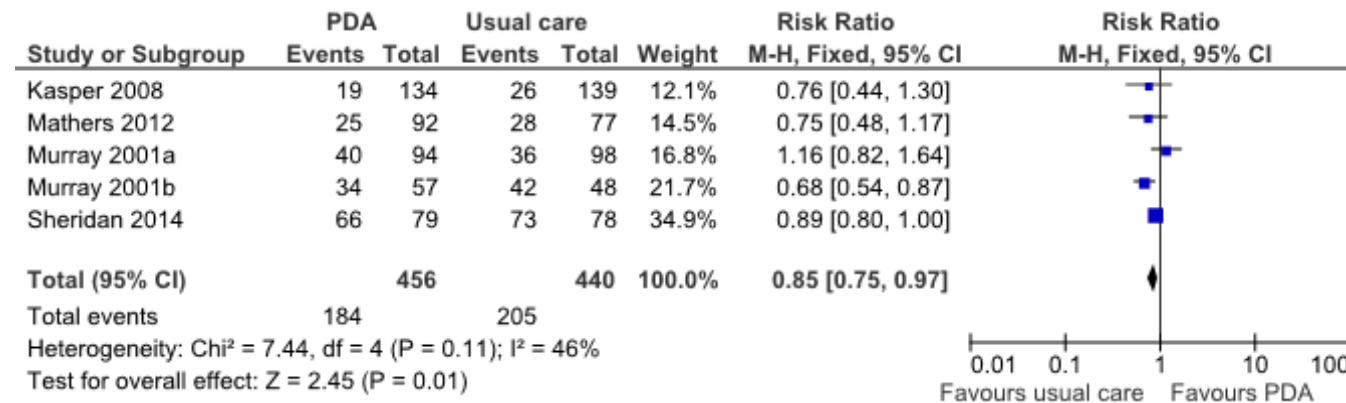 PDA Usual care Risk Ratio Risk Ratio
Study or Subgroup Events Total Events Total Weight M-H, Fixed, 95% CI M-H, Fixed, 95% CI
Kasper 2008 19 134 26 139 12.1% 0.76 [0.44, 1.30]
Mathers 2012 25 92 28 77 14.5% 0.75 [0.48, 1.17]
Murray 2001a 40 94 36 98 16.8% 1.16 [0.82, 1.64]
Murray 2001b 34 57 42 48 21.7% 0.68 [0.54, 0.87]
Sheridan 2014 66 79 73 78 34.9% 0.89 [0.80, 1.00]
Total (95% CI) 456 440 100.0% 0.85 [0.75, 0.97]
Total events 184 205
Heterogeneity: Chi² = 7.44, df = 4 (P = 0.11); I² = 46%
Test for overall effect: Z = 2.45 (P = 0.01)
0.01 0.1 1 10 100
Favours usual care Favours PDA